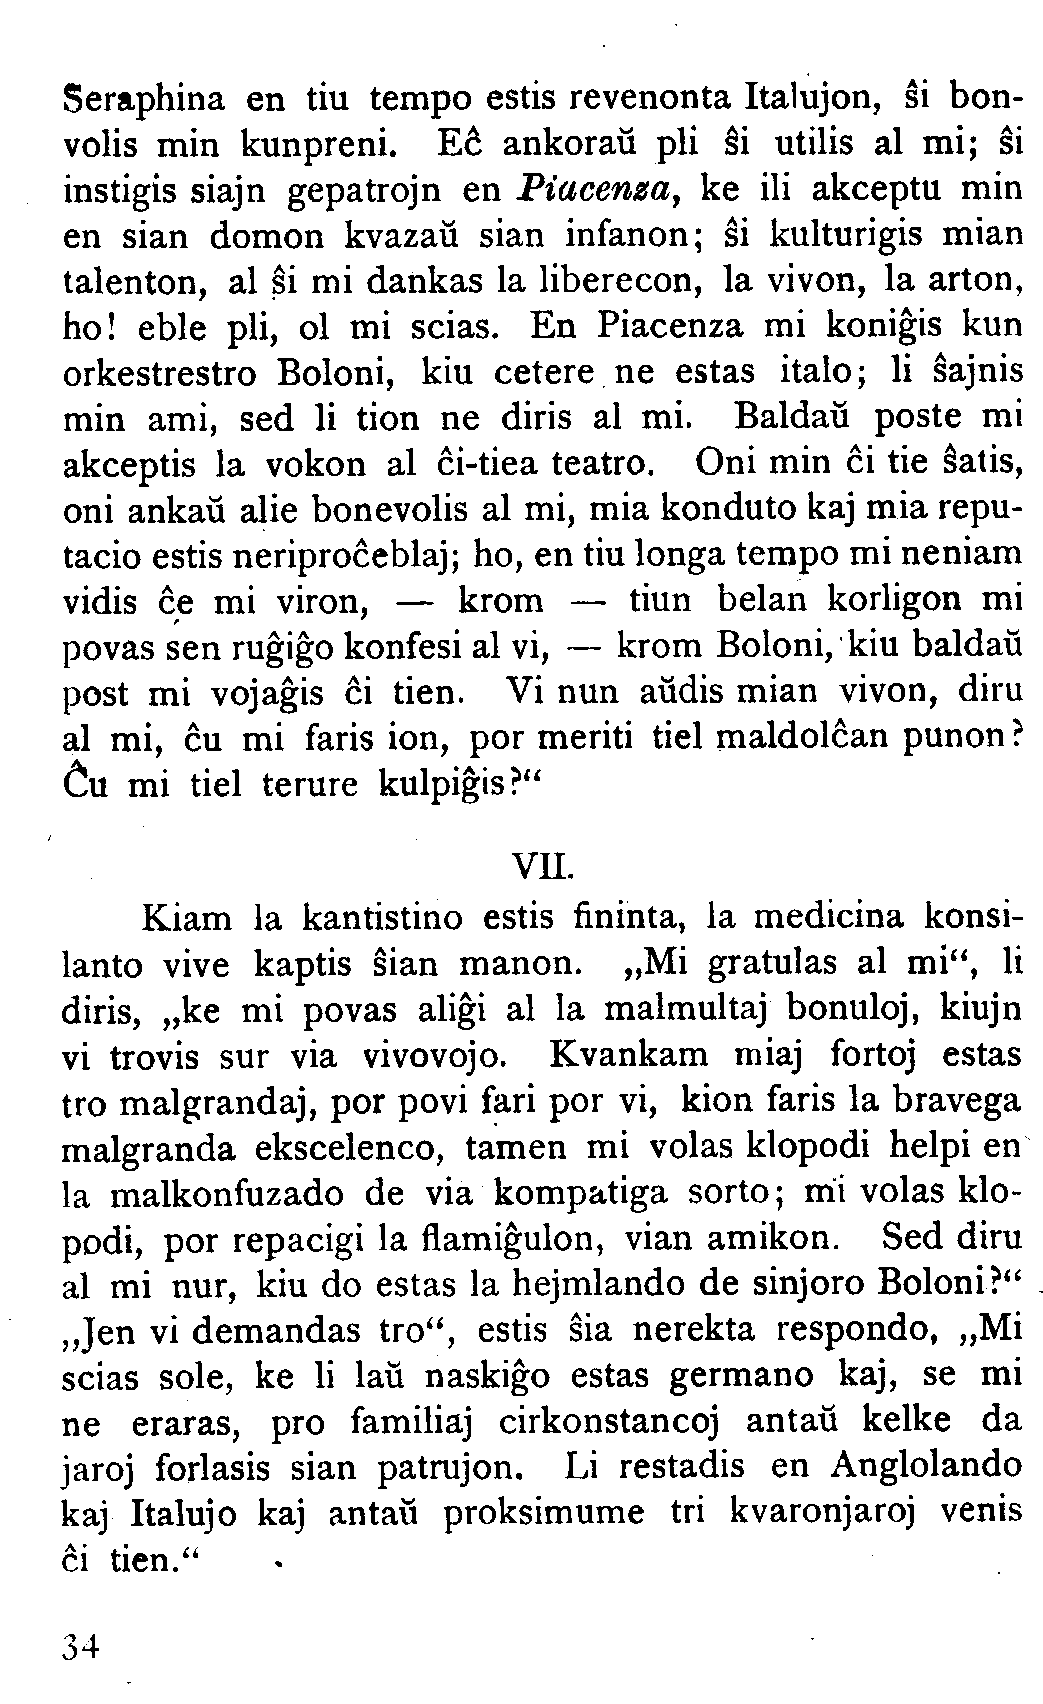 Seraphina en tiu tempo estis revenonta Italujon, ŝi bon-
volis min kunpreni. Eĉ ankoraŭ pli ŝi utilis al mi; ŝi
instigis siajn gepatrojn en Piacenza, ke ili akceptu min
en sian domon kvazaŭ sian infanon; ŝi kulturigis mian
talenton, al ŝi mi dankas la liberecon, la vivon, la arton,
ho! eble pli, ol mi scias. En Piacenza mi koniĝis kun
orkestrestro Boloni, kiu cetere ne estas italo; li ŝajnis
min ami, sed li tion ne diris al mi. Baldaŭ poste mi
akceptis la vokon al ĉi-tiea teatro. Oni min ĉi tie ŝatis,
oni ankaŭ alie bonevolis al mi, mia konduto kaj mia repu-
tacio estis neriproĉeblaj; ho, en tiu longa tempo mi neniam
vidis ĉe mi viron, — krom — tiun belan korligon mi
povas sen ruĝiĝo konfesi al vi, — krom Boloni, kiu baldaŭ
post mi vojaĝis ĉi tien. Vi nun aŭdis mian vivon, diru
al mi, ĉu mi faris ion, por meriti tiel maldolĉan punon?
Ĉu mi tiel terure kulpiĝis?“
VII.
Kiam la kantistino estis fininta, la medicina konsi-
lanto vive kaptis ŝian manon. „Mi gratulas al mi“, li
diris, „ke mi povas aliĝi al la malmultaj bonuloj, kiujn
vi trovis sur via vivovojo. Kvankam miaj fortoj estas
tro malgrandaj, por povi fari por vi, kion faris la bravega
malgranda ekscelenco, tamen mi volas klopodi helpi en
la malkonfuzado de via kompatiga sorto; mi volas klo-
podi, por repacigi la flamiĝulon, vian amikon. Sed diru
al mi nur, kiu do estas la hejmlando de sinjoro Boloni?“
„Jen vi demandas tro“, estis ŝia nerekta respondo, „Mi
scias sole, ke li laŭ naskiĝo estas germano kaj, se mi
ne eraras, pro familiaj cirkonstancoj antaŭ kelke da
jaroj forlasis sian patrujon. Li restadis en Anglolando
kaj Italujo kaj antaŭ proksimume tri kvaronjaroj venis
ĉi tien.“
34